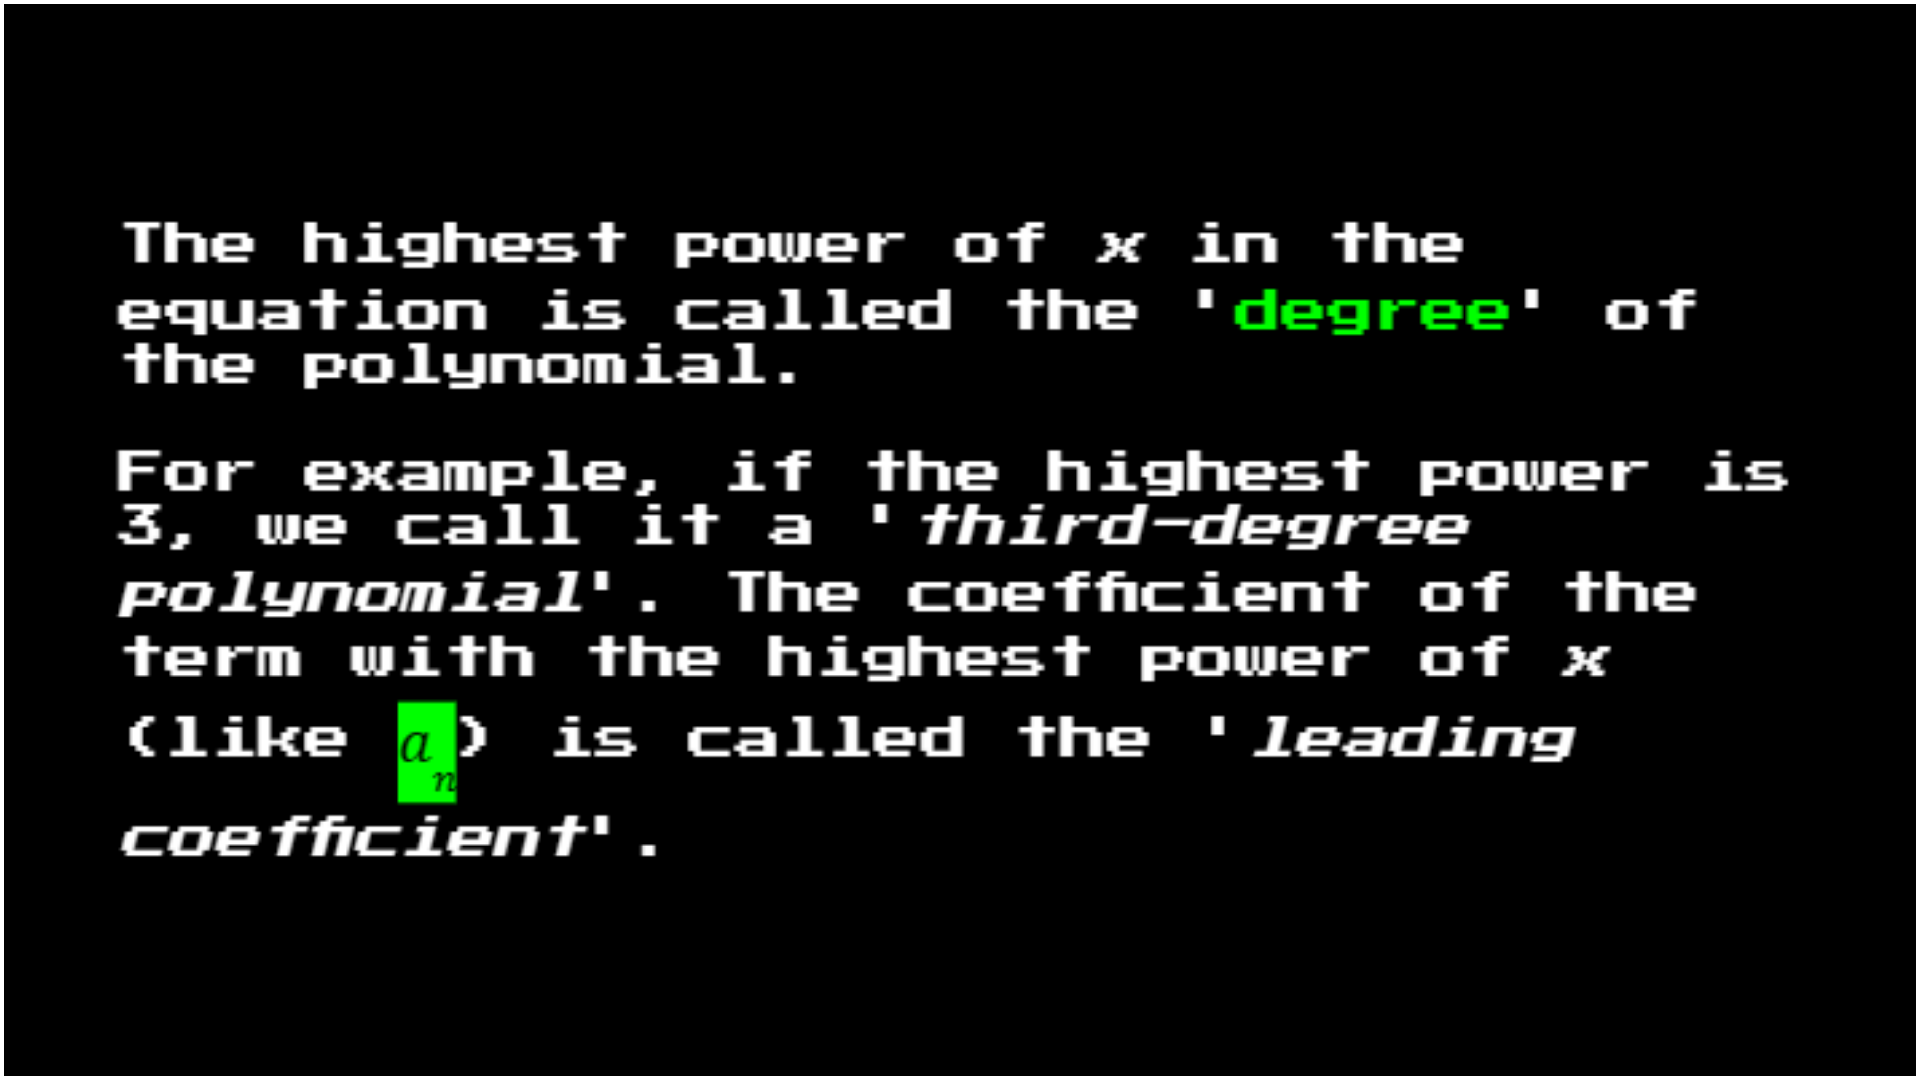 The highest power of x in the
equation is called the 'degree' of
the polynomial.
For example, if the highest power is
3, we call it a 'third-degree
polynomial'. The coefficient of the
term with the highest power of x
(like aₙ) is called the 'leading
coefficient'.